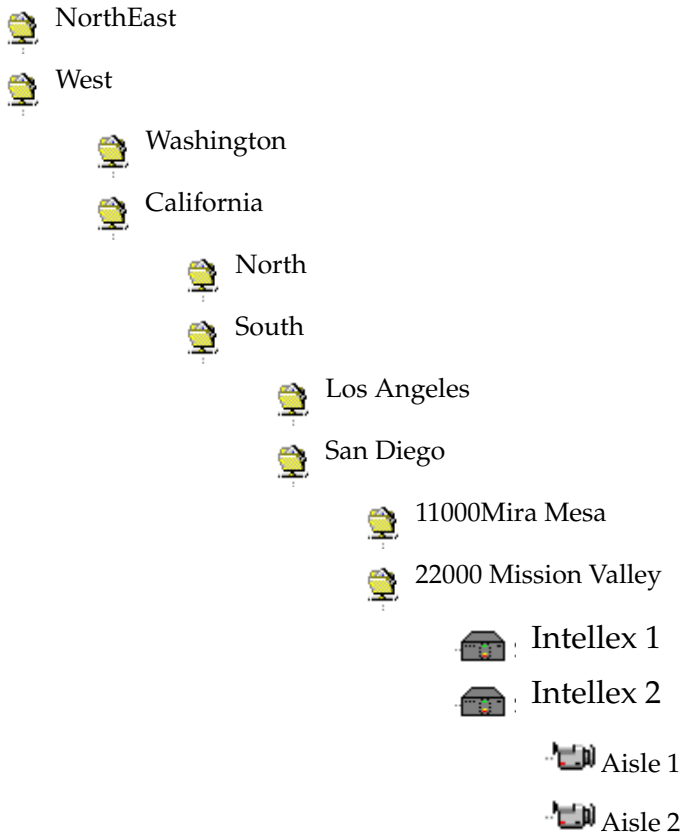 NorthEast
West
Washington
California
North
South
Los Angeles
San Diego
11000Mira Mesa
22000 Mission Valley
Intellex 1
Intellex 2
Aisle 1
Aisle 2